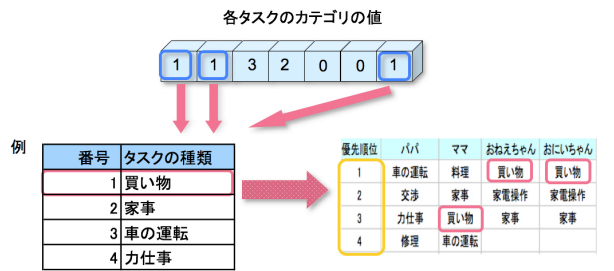 各タスクのカテゴリの値
1 1 3 2 0 0 1
例
番号 タスクの種類
1 買い物
2 家事
3 車の運転
4 力仕事
優先順位 パパ ママ おねえちゃん おにいちゃん
1 車の運転 料理 買い物 買い物
2 交渉 家事 家電操作 家電操作
3 力仕事 買い物 家事 家事
4 修理 車の運転